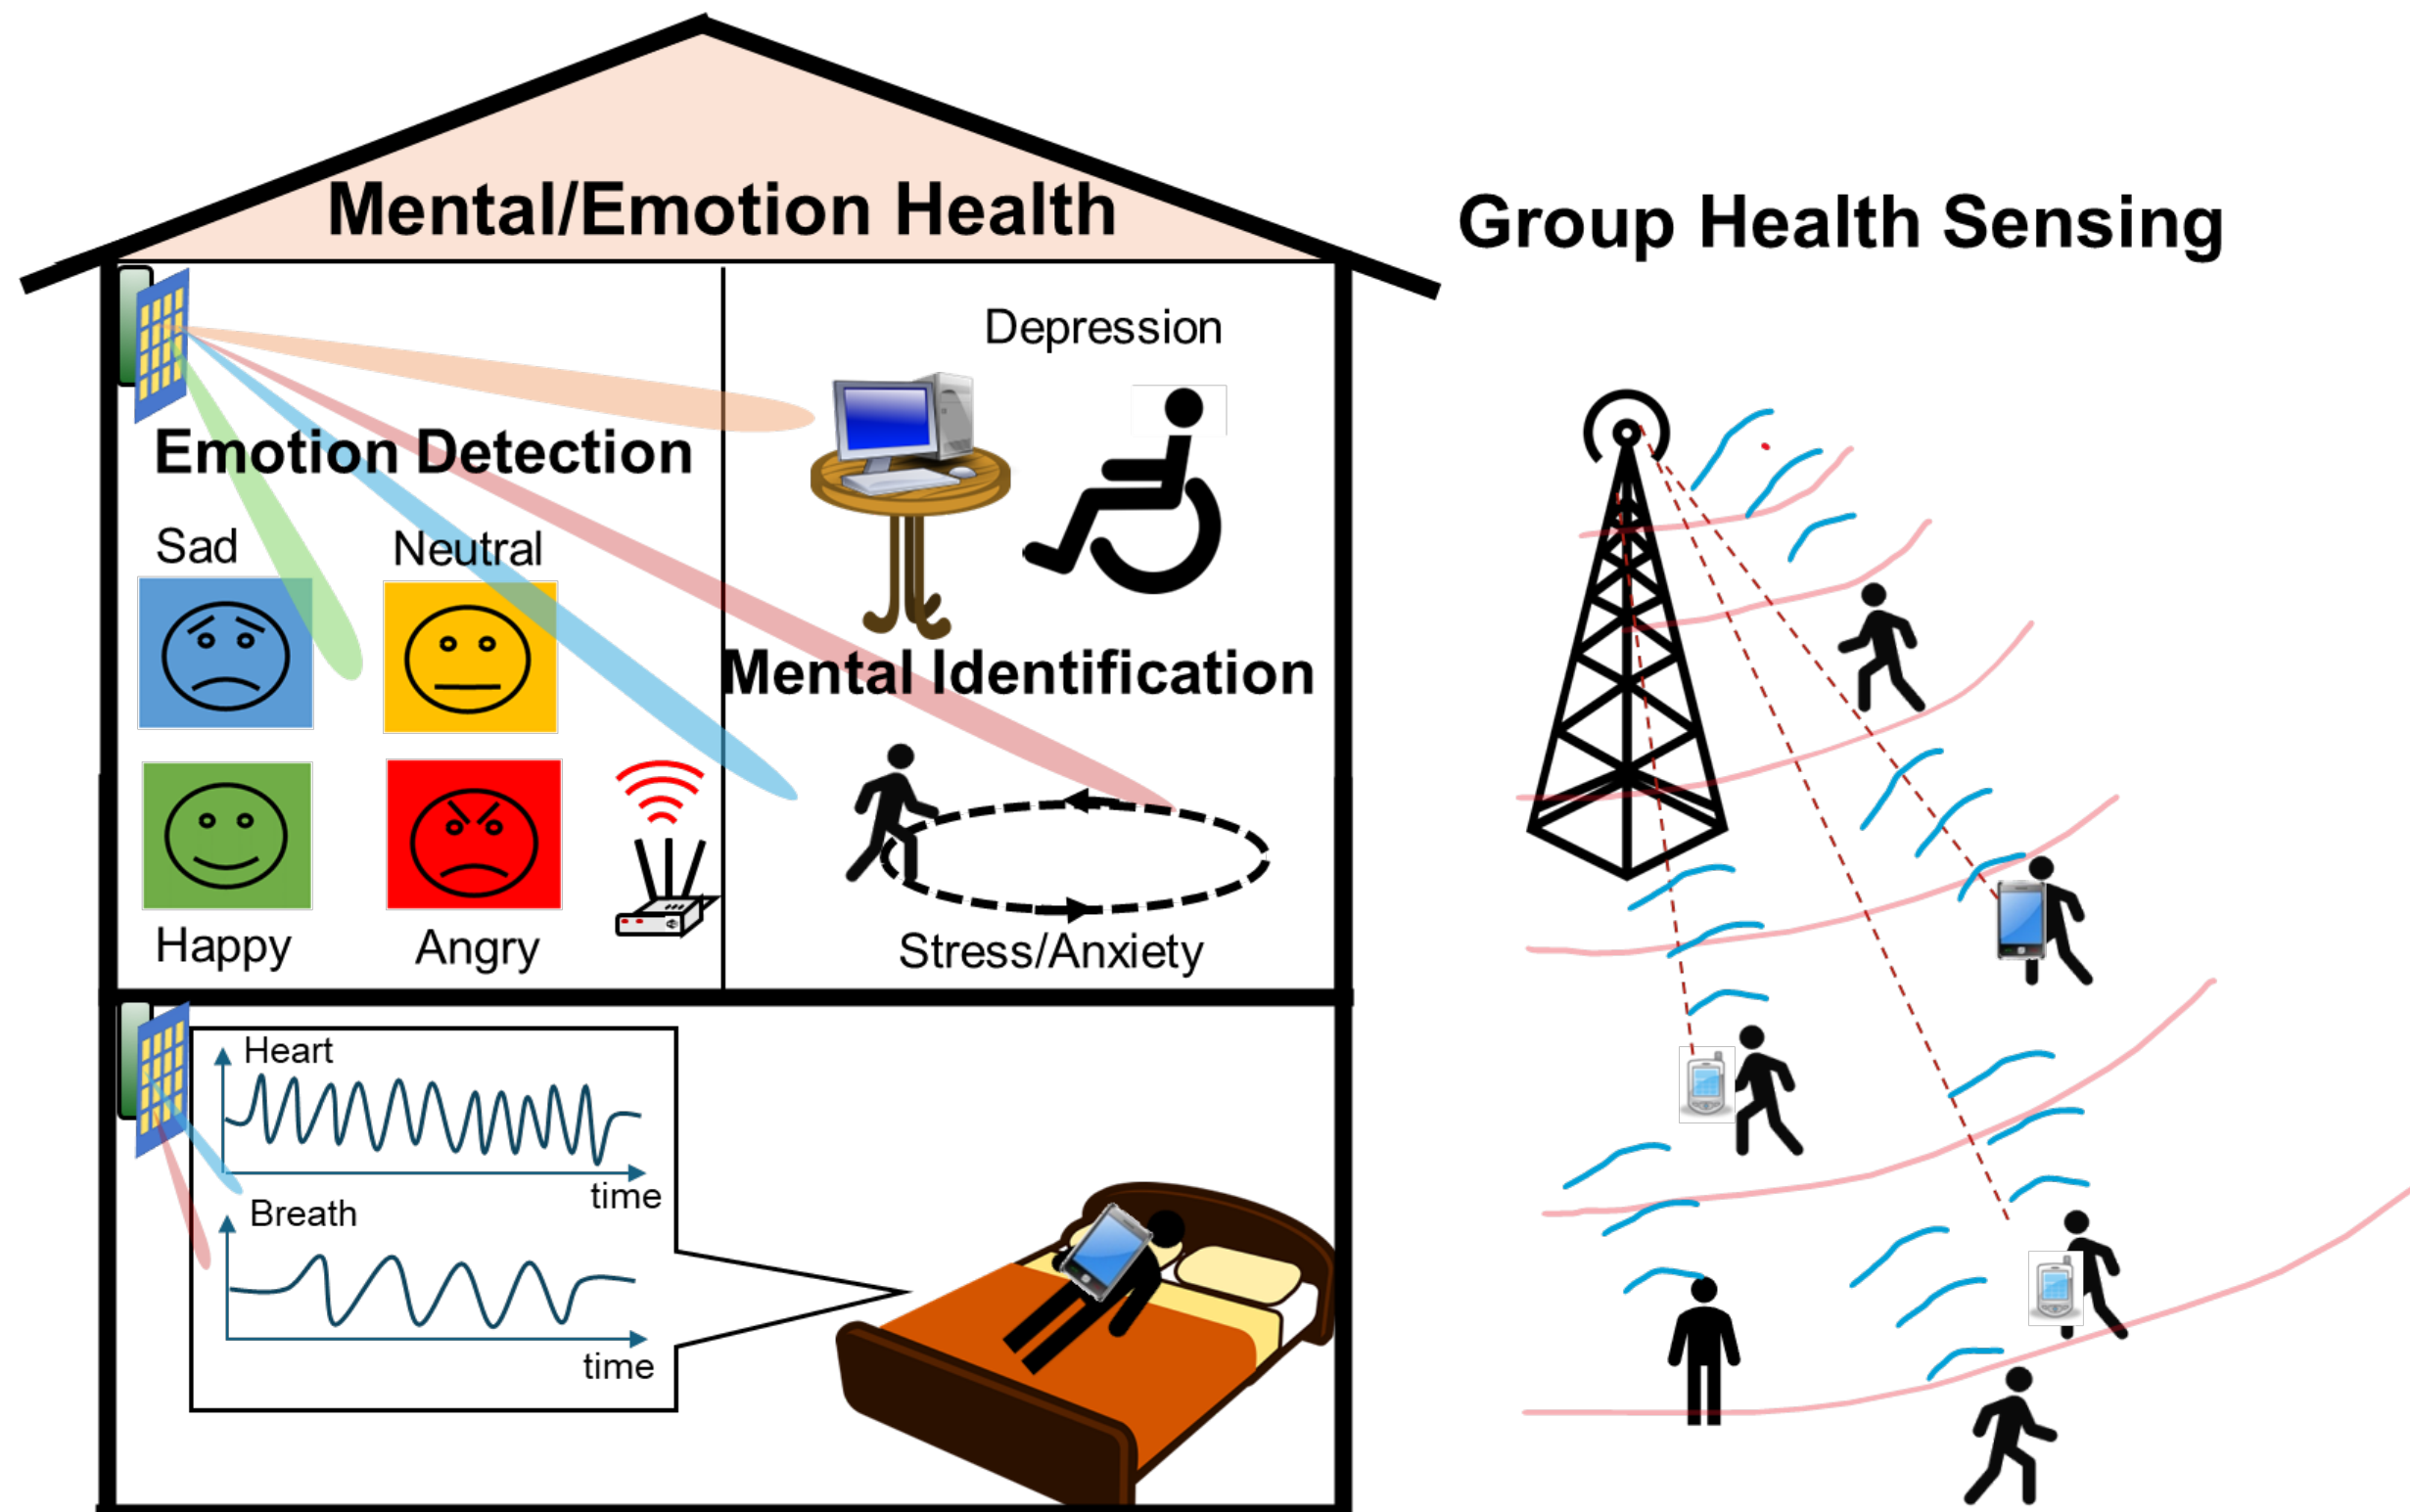 Mental/Emotion Health
Group Health Sensing
Depression
Emotion Detection
Sad
Neutral
Mental Identification
Happy
Angry
Stress/Anxiety
Heart
time
Breath
time